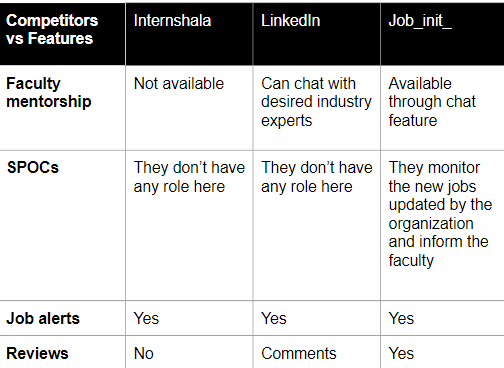 Competitors vs Features
Internshala
LinkedIn
Job_init_
Faculty mentorship
Not available
Can chat with
desired industry
experts
Available
through chat
feature
SPOCs
They don’t have
any role here
They don’t have
any role here
They monitor
the new jobs
updated by the
organization
and inform the
faculty
Job alerts
Yes
Yes
Yes
Reviews
No
Comments
Yes